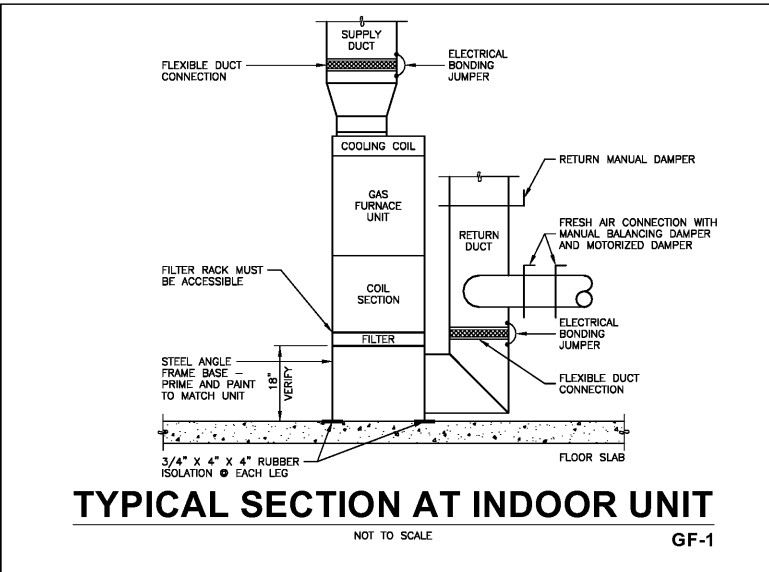 SUPPLY
DUCT
FLEXIBLE DUCT
CONNECTION
ELECTRICAL
BONDING
JUMPER
COOLING COIL
RETURN MANUAL DAMPER
GAS
FURNACE
UNIT
RETURN
DUCT
FRESH AIR CONNECTION WITH
MANUAL BALANCING DAMPER
AND MOTORIZED DAMPER
FILTER RACK MUST
BE ACCESSIBLE
COIL
SECTION
FILTER
ELECTRICAL
BONDING
JUMPER
STEEL ANGLE
FRAME BASE –
PRIME AND PAINT
TO MATCH UNIT
18"
VERIFY
FLEXIBLE DUCT
CONNECTION
3/4" X 4" X 4" RUBBER
ISOLATION @ EACH LEG
FLOOR SLAB
TYPICAL SECTION AT INDOOR UNIT
NOT TO SCALE
GF-1